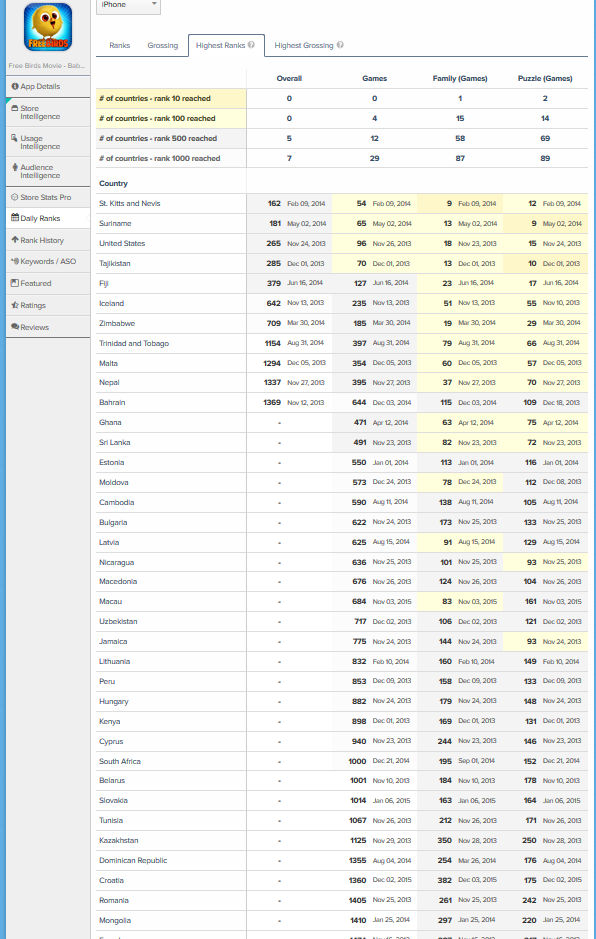 iPhone
FREE BIRDS
Free Birds Movie - Bab...
App Details
Store
Intelligence
Usage
Intelligence
Audience
Intelligence
Store Stats Pro
Daily Ranks
Rank History
Keywords / ASO
Featured
Ratings
Reviews
Ranks Grossing Highest Ranks Highest Grossing
Overall Games Family (Games) Puzzle (Games)
# of countries - rank 10 reached 0 0 1 2
# of countries - rank 100 reached 0 4 15 14
# of countries - rank 500 reached 5 12 58 69
# of countries - rank 1000 reached 7 29 87 89
Country
St. Kitts and Nevis 162 Feb 09, 2014 54 Feb 09, 2014 9 Feb 09, 2014 12 Feb 09, 2014
Suriname 181 May 02, 2014 65 May 02, 2014 13 May 02, 2014 9 May 02, 2014
United States 265 Nov 24, 2013 96 Nov 26, 2013 18 Nov 23, 2013 15 Nov 24, 2013
Tajikistan 285 Dec 01, 2013 70 Dec 01, 2013 13 Dec 01, 2013 10 Dec 01, 2013
Fiji 379 Jun 16, 2014 127 Jun 16, 2014 23 Jun 16, 2014 17 Jun 16, 2014
Iceland 642 Nov 13, 2013 235 Nov 13, 2013 51 Nov 13, 2013 55 Nov 10, 2013
Zimbabwe 709 Mar 30, 2014 185 Mar 30, 2014 19 Mar 30, 2014 29 Mar 30, 2014
Trinidad and Tobago 1154 Aug 31, 2014 397 Aug 31, 2014 79 Aug 31, 2014 66 Aug 31, 2014
Malta 1294 Dec 05, 2013 354 Dec 05, 2013 60 Dec 05, 2013 57 Dec 05, 2013
Nepal 1337 Nov 27, 2013 395 Nov 27, 2013 37 Nov 27, 2013 70 Nov 27, 2013
Bahrain 1369 Nov 12, 2013 644 Dec 03, 2014 115 Dec 03, 2014 109 Dec 18, 2013
Ghana - 471 Apr 12, 2014 63 Apr 12, 2014 75 Apr 12, 2014
Sri Lanka - 491 Nov 23, 2013 82 Nov 23, 2013 72 Nov 23, 2013
Estonia - 550 Jan 01, 2014 113 Jan 01, 2014 116 Jan 01, 2014
Moldova - 573 Dec 24, 2013 78 Dec 24, 2013 112 Dec 08, 2013
Cambodia - 590 Aug 11, 2014 138 Aug 11, 2014 105 Aug 11, 2014
Bulgaria - 622 Nov 24, 2013 173 Nov 25, 2013 133 Nov 25, 2013
Latvia - 625 Aug 15, 2014 91 Aug 15, 2014 129 Aug 15, 2014
Nicaragua - 636 Nov 25, 2013 101 Nov 25, 2013 93 Nov 25, 2013
Macedonia - 676 Nov 26, 2013 124 Nov 26, 2013 104 Nov 26, 2013
Macau - 684 Nov 03, 2015 83 Nov 03, 2015 161 Nov 03, 2015
Uzbekistan - 717 Dec 02, 2013 106 Dec 02, 2013 121 Dec 02, 2013
Jamaica - 775 Nov 24, 2013 144 Nov 24, 2013 93 Nov 24, 2013
Lithuania - 832 Feb 10, 2014 160 Feb 10, 2014 149 Feb 10, 2014
Peru - 853 Dec 09, 2013 158 Dec 09, 2013 133 Dec 09, 2013
Hungary - 882 Nov 24, 2013 179 Nov 24, 2013 148 Nov 24, 2013
Kenya - 898 Dec 01, 2013 169 Dec 01, 2013 131 Dec 01, 2013
Cyprus - 940 Nov 23, 2013 244 Nov 23, 2013 146 Nov 23, 2013
South Africa - 1000 Dec 21, 2014 195 Sep 01, 2014 152 Dec 21, 2014
Belarus - 1001 Nov 10, 2013 184 Nov 10, 2013 178 Nov 10, 2013
Slovakia - 1014 Jan 06, 2015 163 Jan 06, 2015 164 Jan 06, 2015
Tunisia - 1067 Nov 26, 2013 212 Nov 26, 2013 171 Nov 26, 2013
Kazakhstan - 1125 Nov 29, 2013 350 Nov 28, 2013 250 Nov 28, 2013
Dominican Republic - 1355 Aug 04, 2014 254 Mar 26, 2014 176 Aug 04, 2014
Croatia - 1360 Dec 02, 2015 382 Dec 03, 2015 175 Dec 02, 2015
Romania - 1405 Nov 25, 2013 261 Nov 25, 2013 242 Nov 25, 2013
Mongolia - 1410 Jan 25, 2014 297 Jan 25, 2014 220 Jan 25, 2014